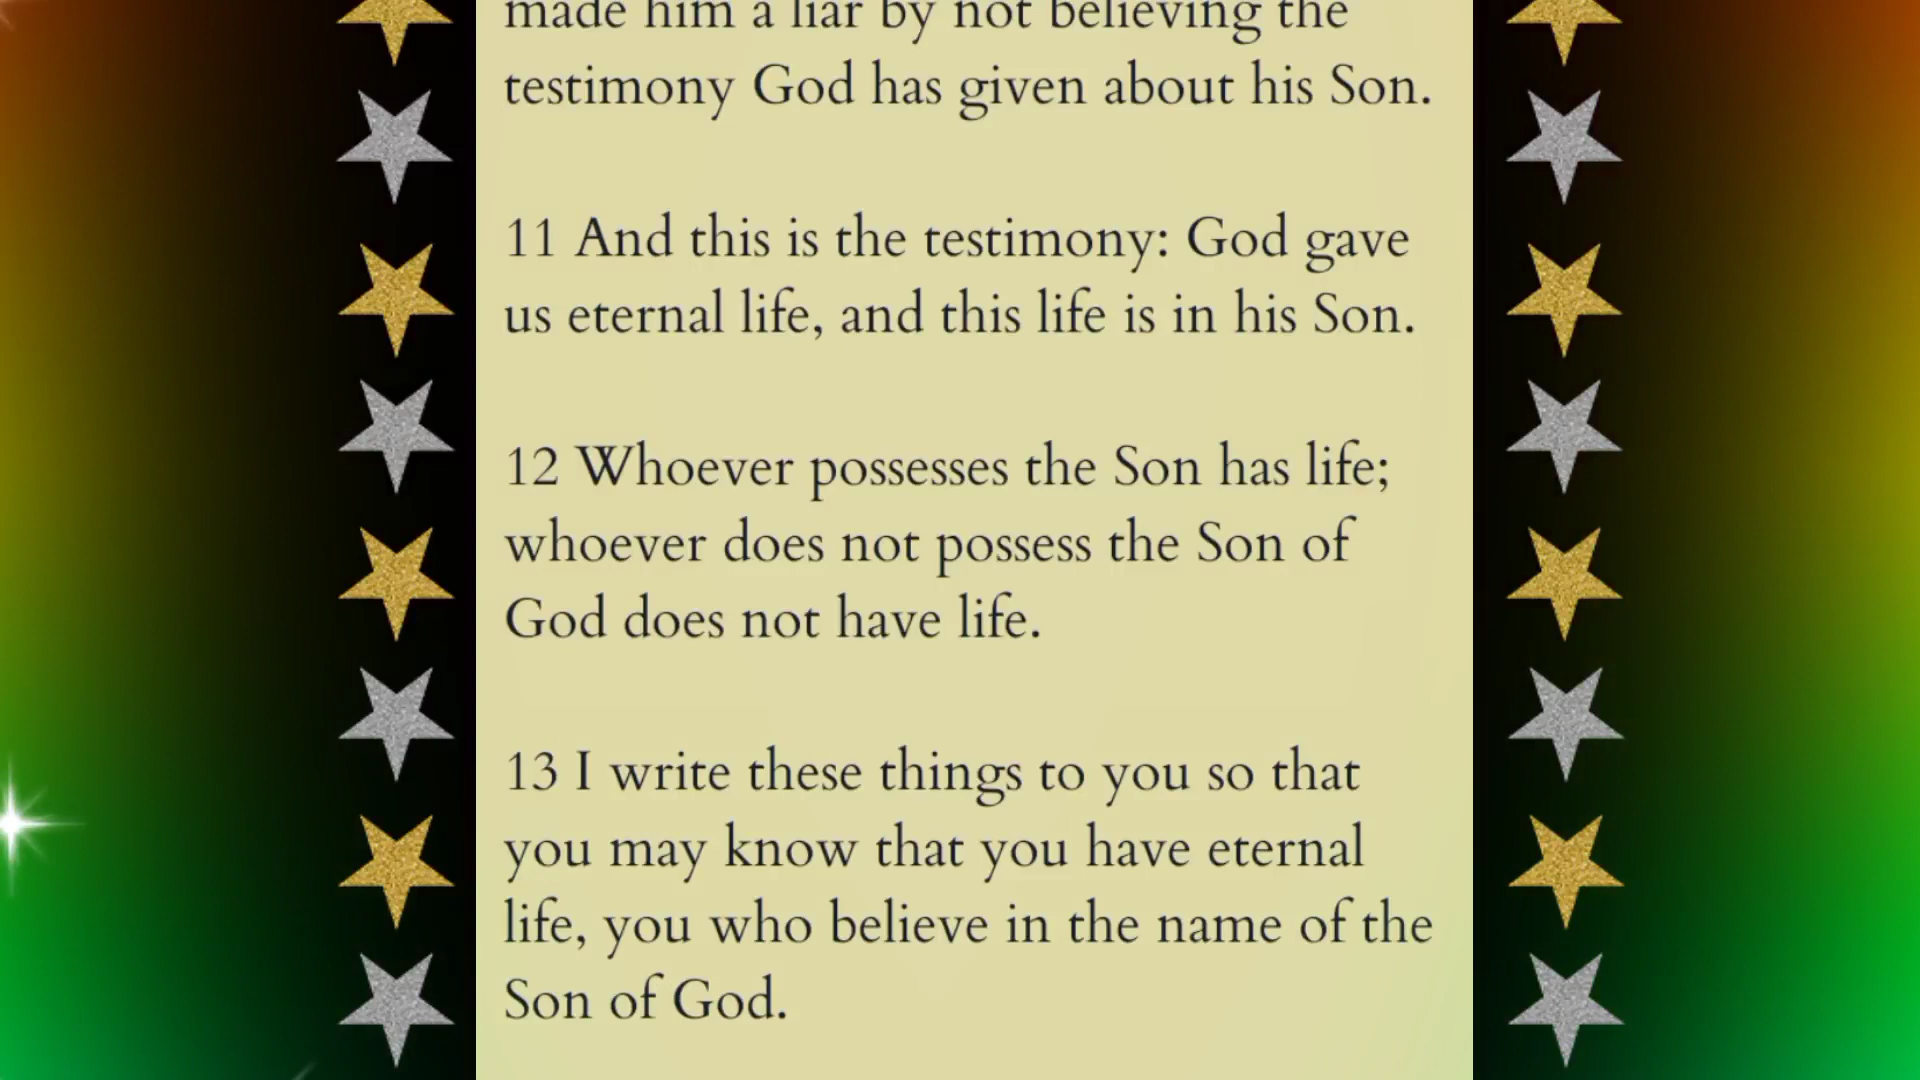 made him a liar by not believing the
testimony God has given about his Son.
11 And this is the testimony: God gave
us eternal life, and this life is in his Son.
12 Whoever possesses the Son has life;
whoever does not possess the Son of
God does not have life.
13 I write these things to you so that
you may know that you have eternal
life, you who believe in the name of the
Son of God.